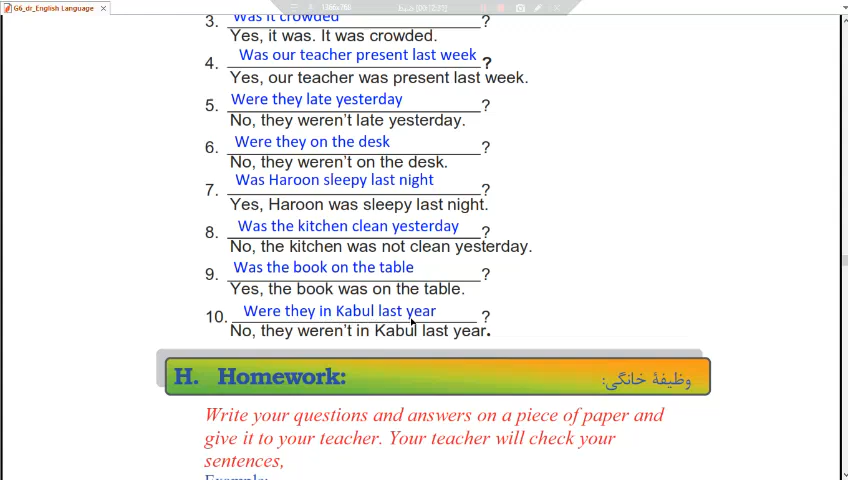 G6_dr_English Language
1366x768
3. Was it crowded ?
Yes, it was. It was crowded.
4. Was our teacher present last week ?
Yes, our teacher was present last week.
5. Were they late yesterday ?
No, they weren't late yesterday.
6. Were they on the desk ?
No, they weren't on the desk.
7. Was Haroon sleepy last night ?
Yes, Haroon was sleepy last night.
8. Was the kitchen clean yesterday ?
No, the kitchen was not clean yesterday.
9. Was the book on the table ?
Yes, the book was on the table.
10. Were they in Kabul last year ?
No, they weren't in Kabul last year.
H. Homework: وظیفهٔ خانگی:
Write your questions and answers on a piece of paper and
give it to your teacher. Your teacher will check your
sentences,
Example: